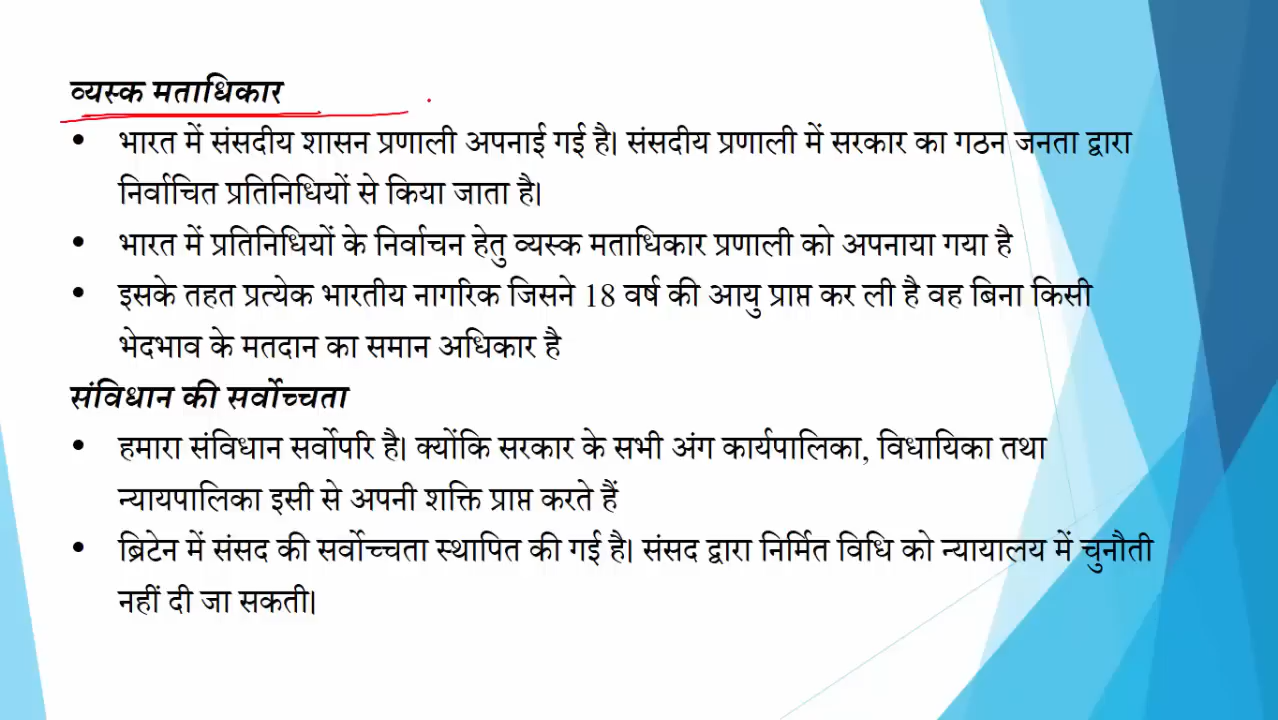 व्यस्क मताधिकार
• भारत में संसदीय शासन प्रणाली अपनाई गई है। संसदीय प्रणाली में सरकार का गठन जनता द्वारा
निर्वाचित प्रतिनिधियों से किया जाता है।
• भारत में प्रतिनिधियों के निर्वाचन हेतु व्यस्क मताधिकार प्रणाली को अपनाया गया है
• इसके तहत प्रत्येक भारतीय नागरिक जिसने 18 वर्ष की आयु प्राप्त कर ली है वह बिना किसी
भेदभाव के मतदान का समान अधिकार है
संविधान की सर्वोच्चता
• हमारा संविधान सर्वोपरि है। क्योंकि सरकार के सभी अंग कार्यपालिका, विधायिका तथा
न्यायपालिका इसी से अपनी शक्ति प्राप्त करते हैं
• ब्रिटेन में संसद की सर्वोच्चता स्थापित की गई है। संसद द्वारा निर्मित विधि को न्यायालय में चुनौती
नहीं दी जा सकती।